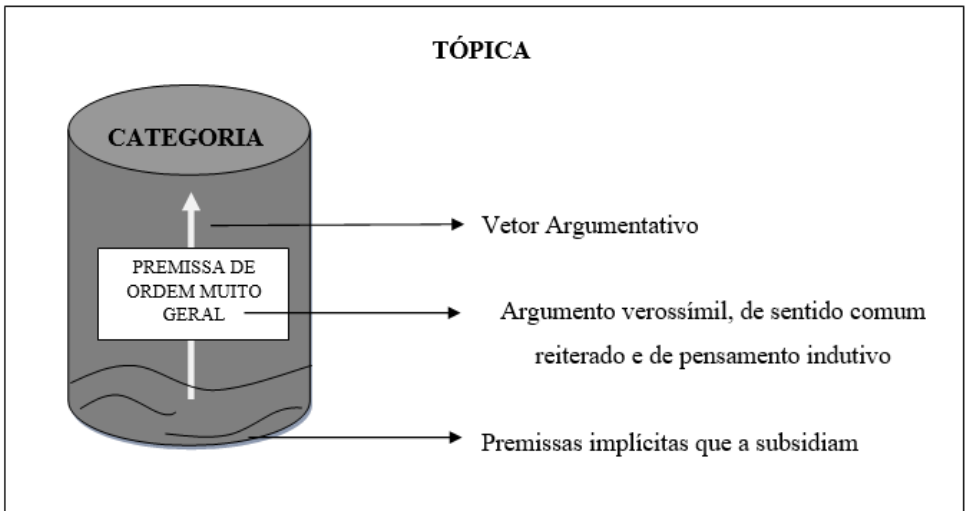 TÓPICA
CATEGORIA
Vetor Argumentativo
PREMISSA DE
ORDEM MUITO
GERAL
Argumento verossímil, de sentido comum
reiterado e de pensamento indutivo
Premissas implícitas que a subsidiam